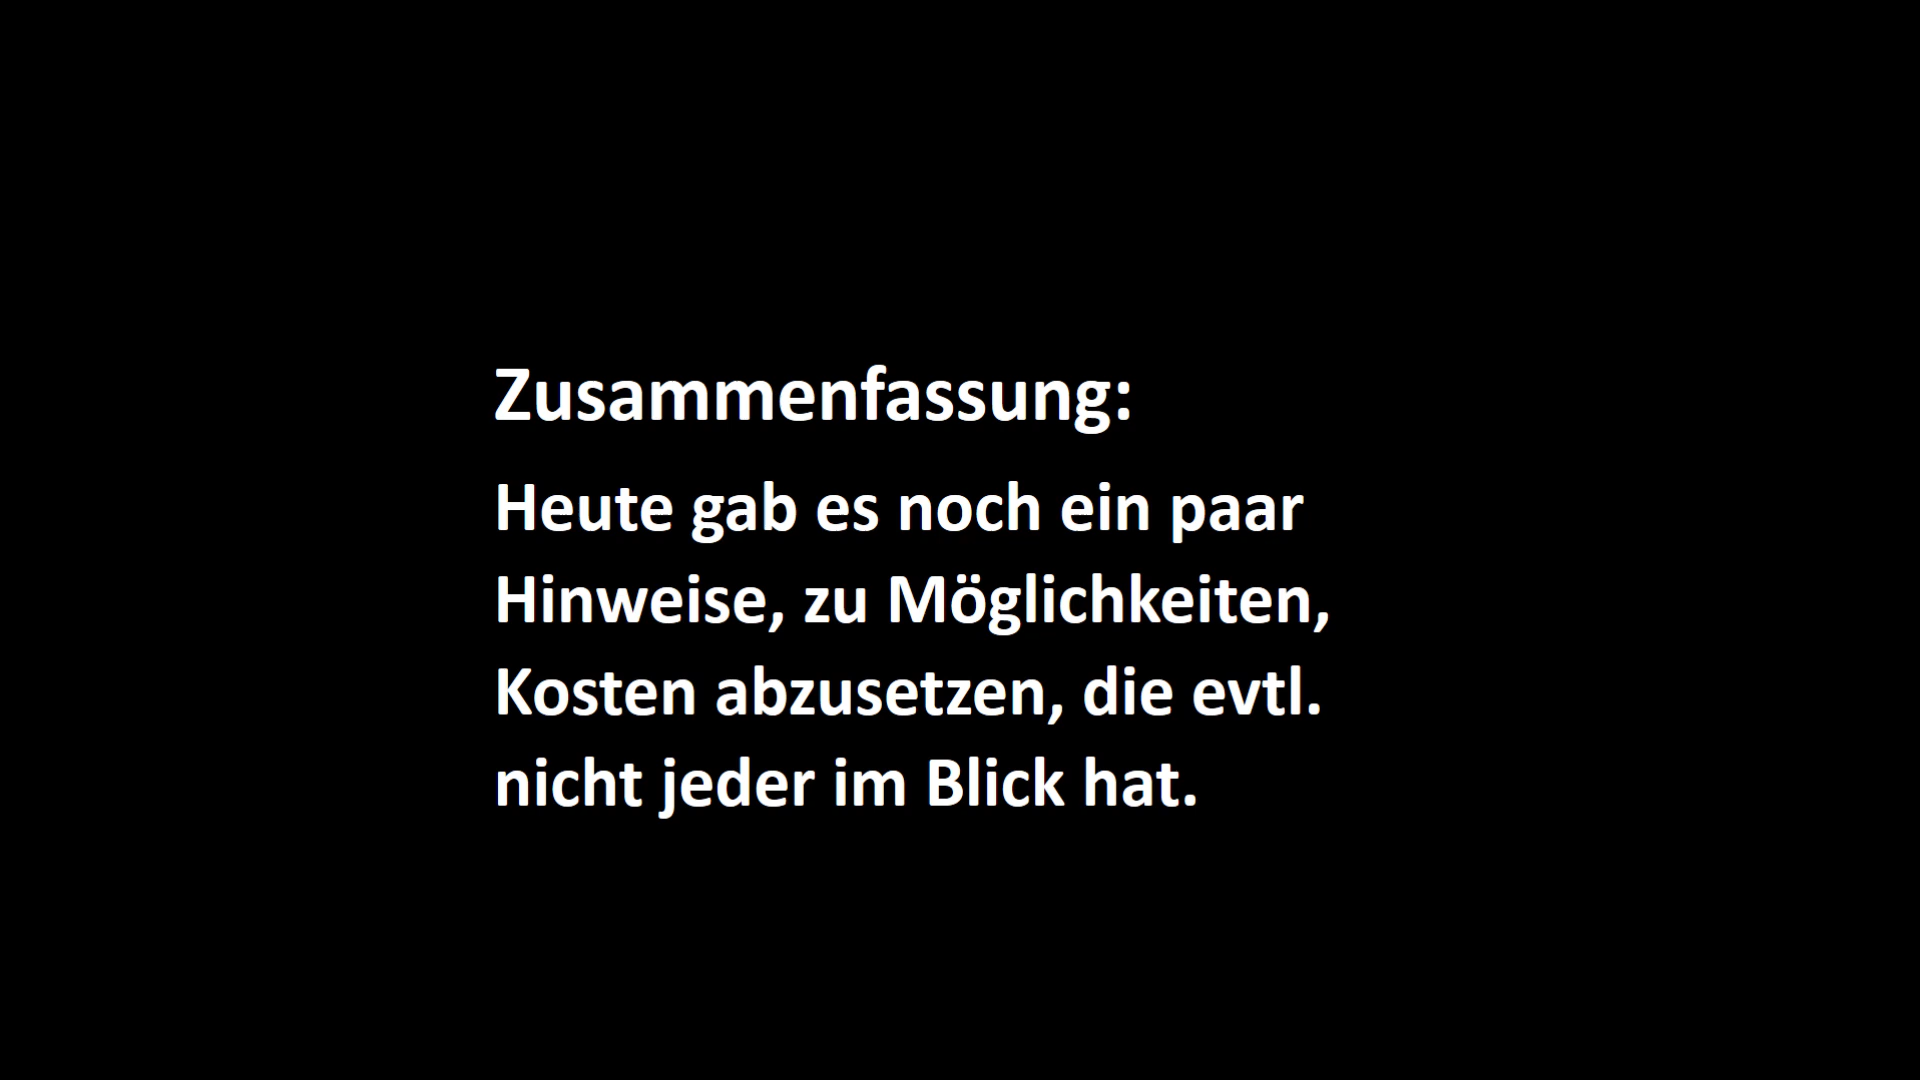 Zusammenfassung:
Heute gab es noch ein paar
Hinweise, zu Möglichkeiten,
Kosten abzusetzen, die evtl.
nicht jeder im Blick hat.